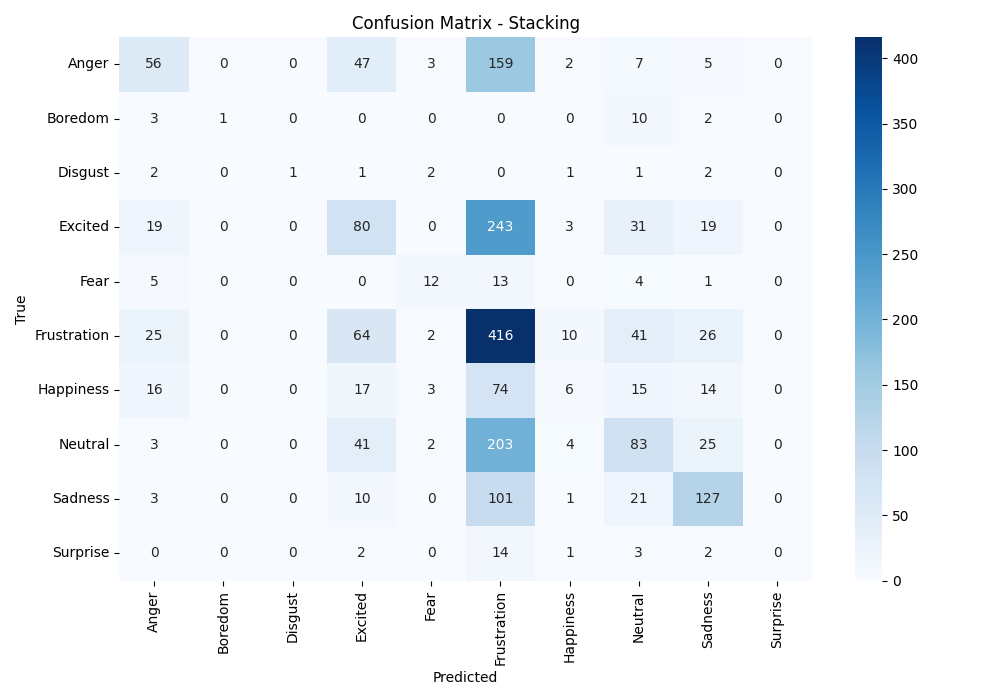 Confusion Matrix - Stacking
Anger 56 0 0 47 3 159 2 7 5 0
Boredom 3 1 0 0 0 0 0 10 2 0
Disgust 2 0 1 1 2 0 1 1 2 0
Excited 19 0 0 80 0 243 3 31 19 0
Fear 5 0 0 0 12 13 0 4 1 0
Frustration 25 0 0 64 2 416 10 41 26 0
Happiness 16 0 0 17 3 74 6 15 14 0
Neutral 3 0 0 41 2 203 4 83 25 0
Sadness 3 0 0 10 0 101 1 21 127 0
Surprise 0 0 0 2 0 14 1 3 2 0
True
Anger Boredom Disgust Excited Fear Frustration Happiness Neutral Sadness Surprise
Predicted
400
350
300
250
200
150
100
50
0